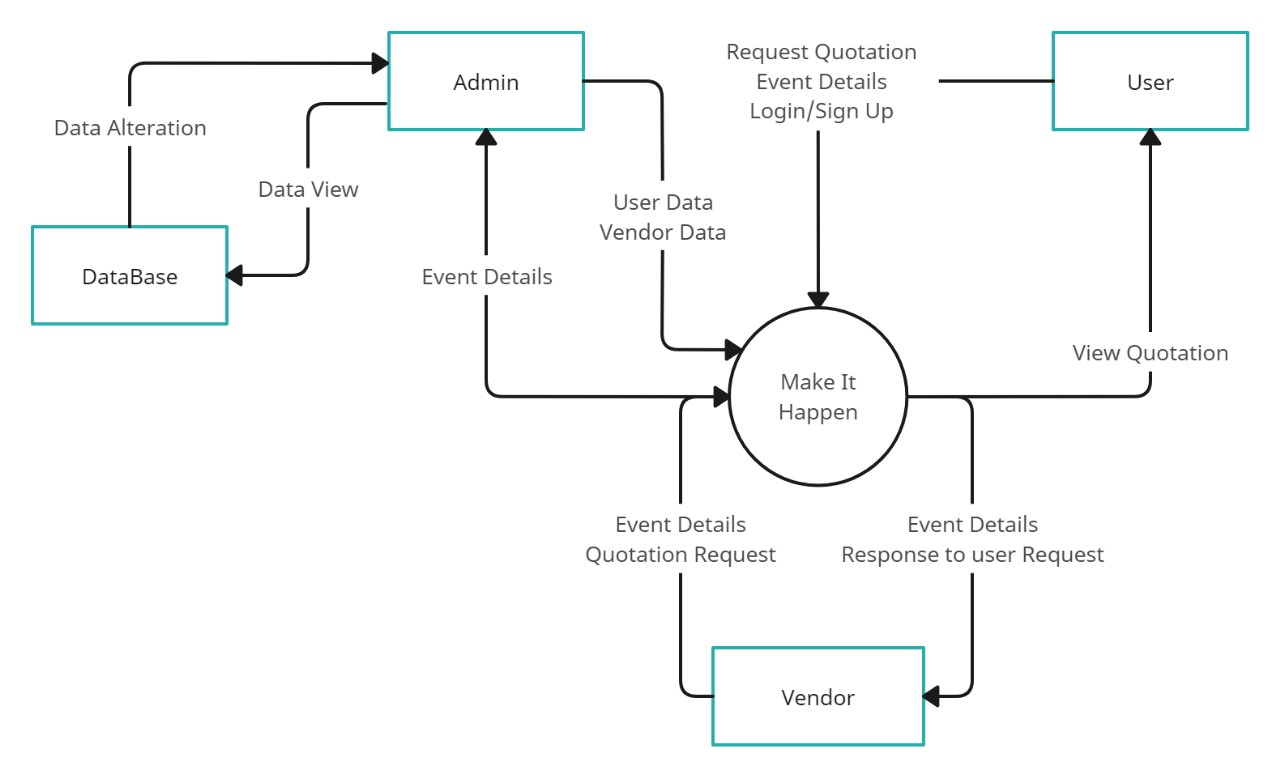 Request Quotation
Event Details
Login/Sign Up
Admin
User
Data Alteration
Data View
User Data
Vendor Data
DataBase
Event Details
View Quotation
Make It
Happen
Event Details
Quotation Request
Event Details
Response to user Request
Vendor